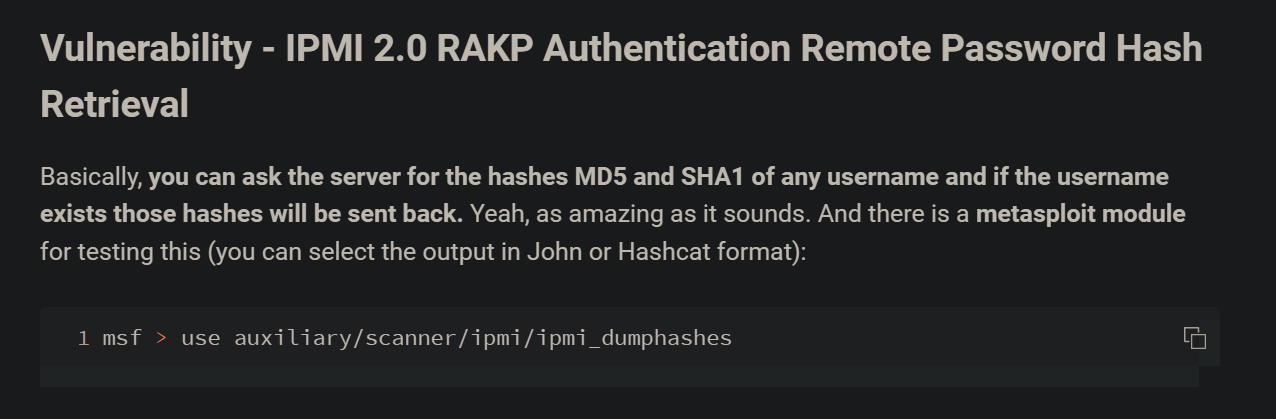 Vulnerability - IPMI 2.0 RAKP Authentication Remote Password Hash
Retrieval
Basically, you can ask the server for the hashes MD5 and SHA1 of any username and if the username
exists those hashes will be sent back. Yeah, as amazing as it sounds. And there is a metasploit module
for testing this (you can select the output in John or Hashcat format):
1 msf > use auxiliary/scanner/ipmi/ipmi_dumphashes